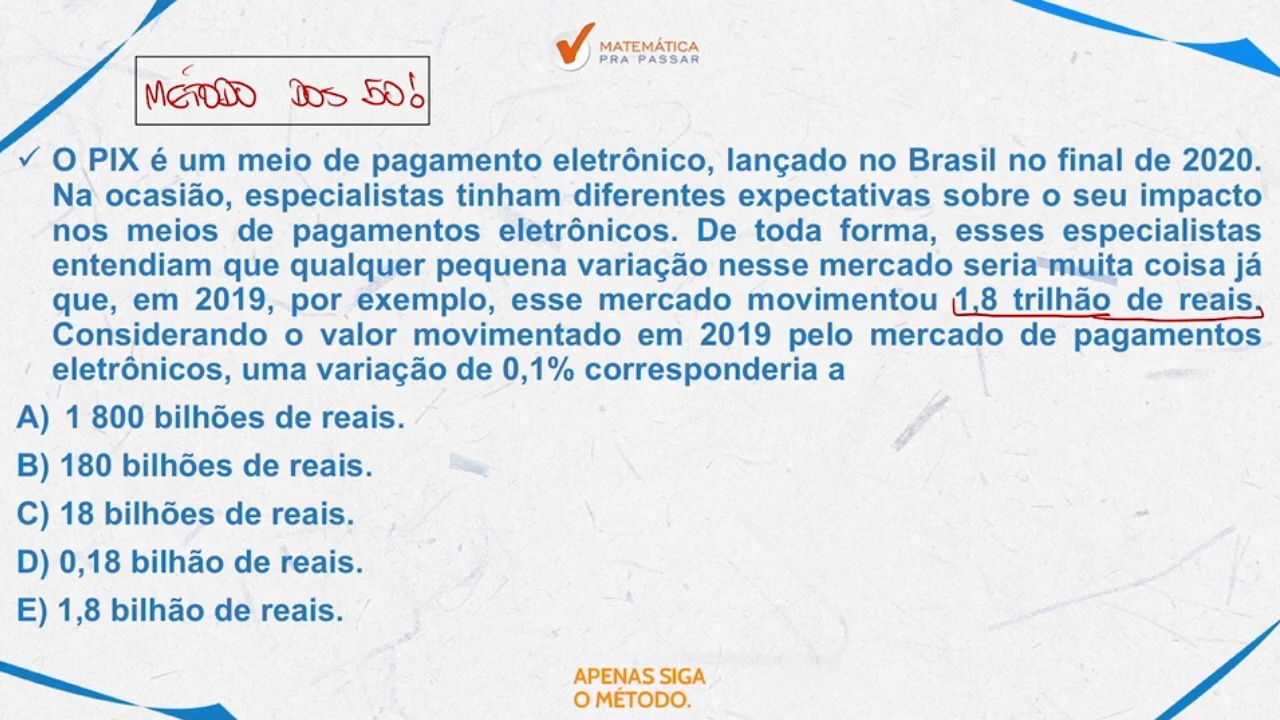 MATEMÁTICA
PRA PASSAR
MÉTODO DOS 50!
✓ O PIX é um meio de pagamento eletrônico, lançado no Brasil no final de 2020.
Na ocasião, especialistas tinham diferentes expectativas sobre o seu impacto
nos meios de pagamentos eletrônicos. De toda forma, esses especialistas
entendiam que qualquer pequena variação nesse mercado seria muita coisa já
que, em 2019, por exemplo, esse mercado movimentou 1,8 trilhão de reais.
Considerando o valor movimentado em 2019 pelo mercado de pagamentos
eletrônicos, uma variação de 0,1% corresponderia a
A) 1 800 bilhões de reais.
B) 180 bilhões de reais.
C) 18 bilhões de reais.
D) 0,18 bilhão de reais.
E) 1,8 bilhão de reais.
APENAS SIGA
O MÉTODO.